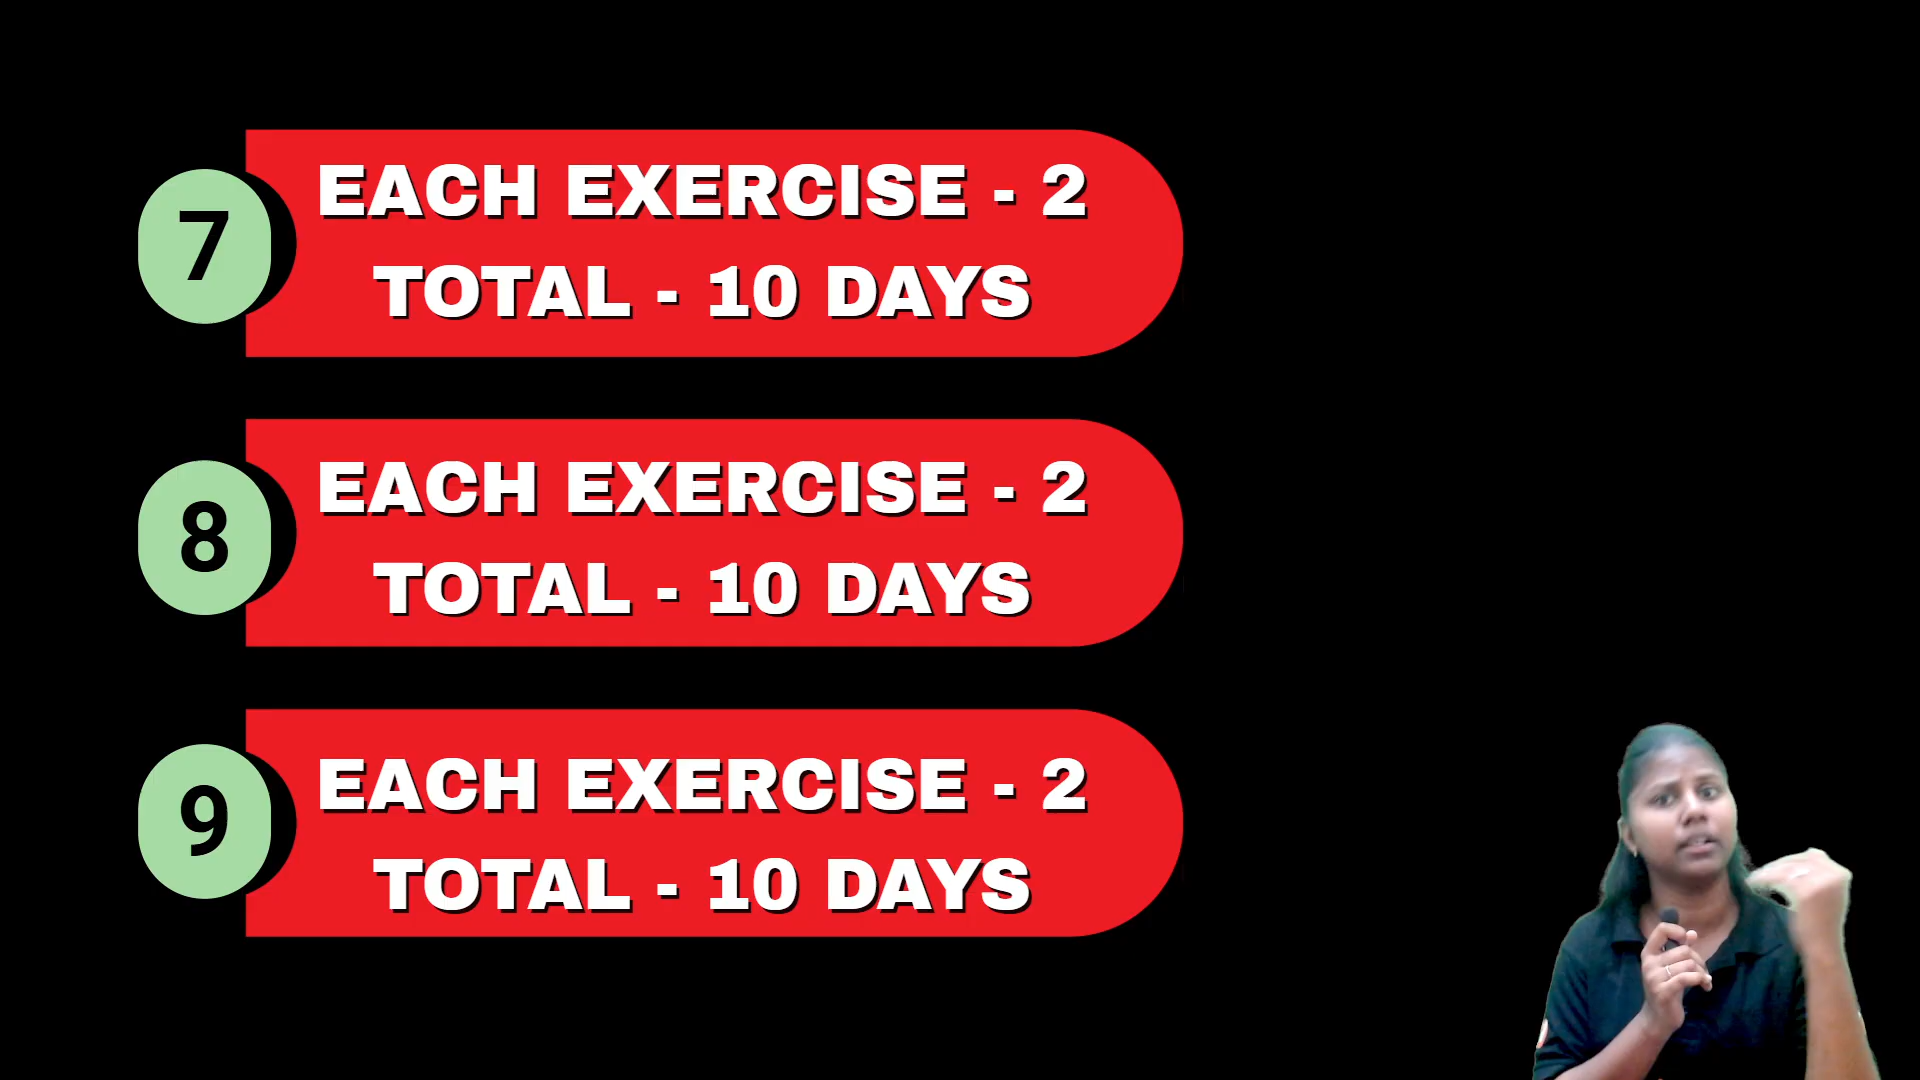 7
EACH EXERCISE - 2
TOTAL - 10 DAYS
8
EACH EXERCISE - 2
TOTAL - 10 DAYS
9
EACH EXERCISE - 2
TOTAL - 10 DAYS